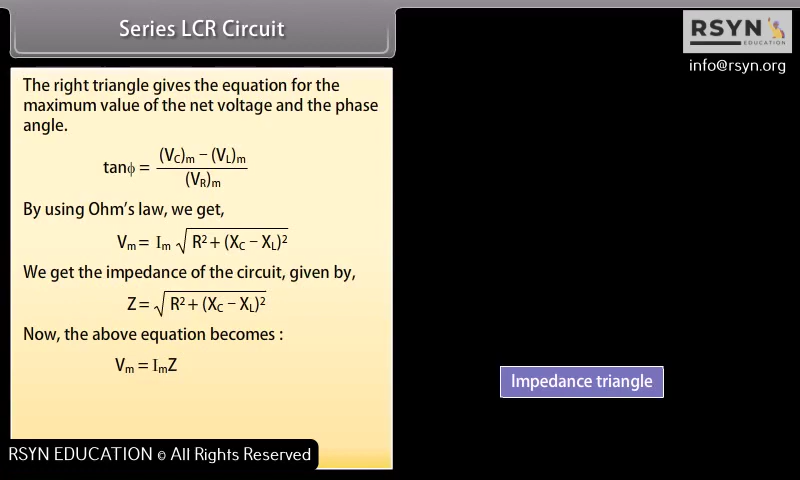 Series LCR Circuit
RSYN
EDUCATION
info@rsyn.org
The right triangle gives the equation for the
maximum value of the net voltage and the phase
angle.
tanϕ = (V_C)_m − (V_L)_m / (V_R)_m
By using Ohm's law, we get,
V_m = I_m √R² + (X_C − X_L)²
We get the impedance of the circuit, given by,
Z = √R² + (X_C − X_L)²
Now, the above equation becomes :
V_m = I_mZ
Impedance triangle
RSYN EDUCATION © All Rights Reserved